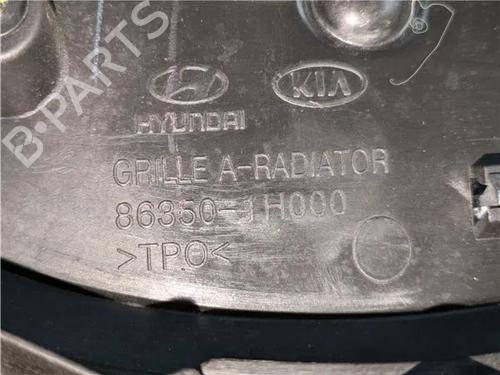 B-PARTS
HYUNDAI
KIA
GRILLE A-RADIATOR
86350-1H000
>TPO<